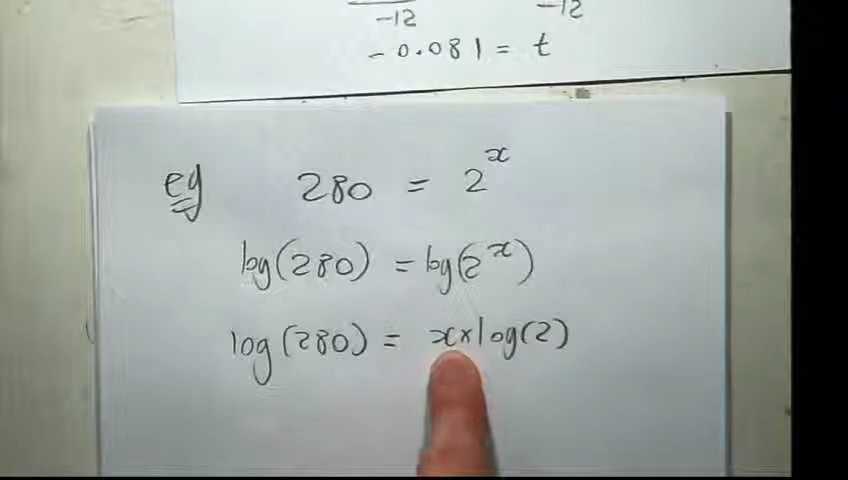 -12 -12
-0.081 = t
eg 280 = 2^x
log(280) = log(2^x)
log(280) = x×log(2)